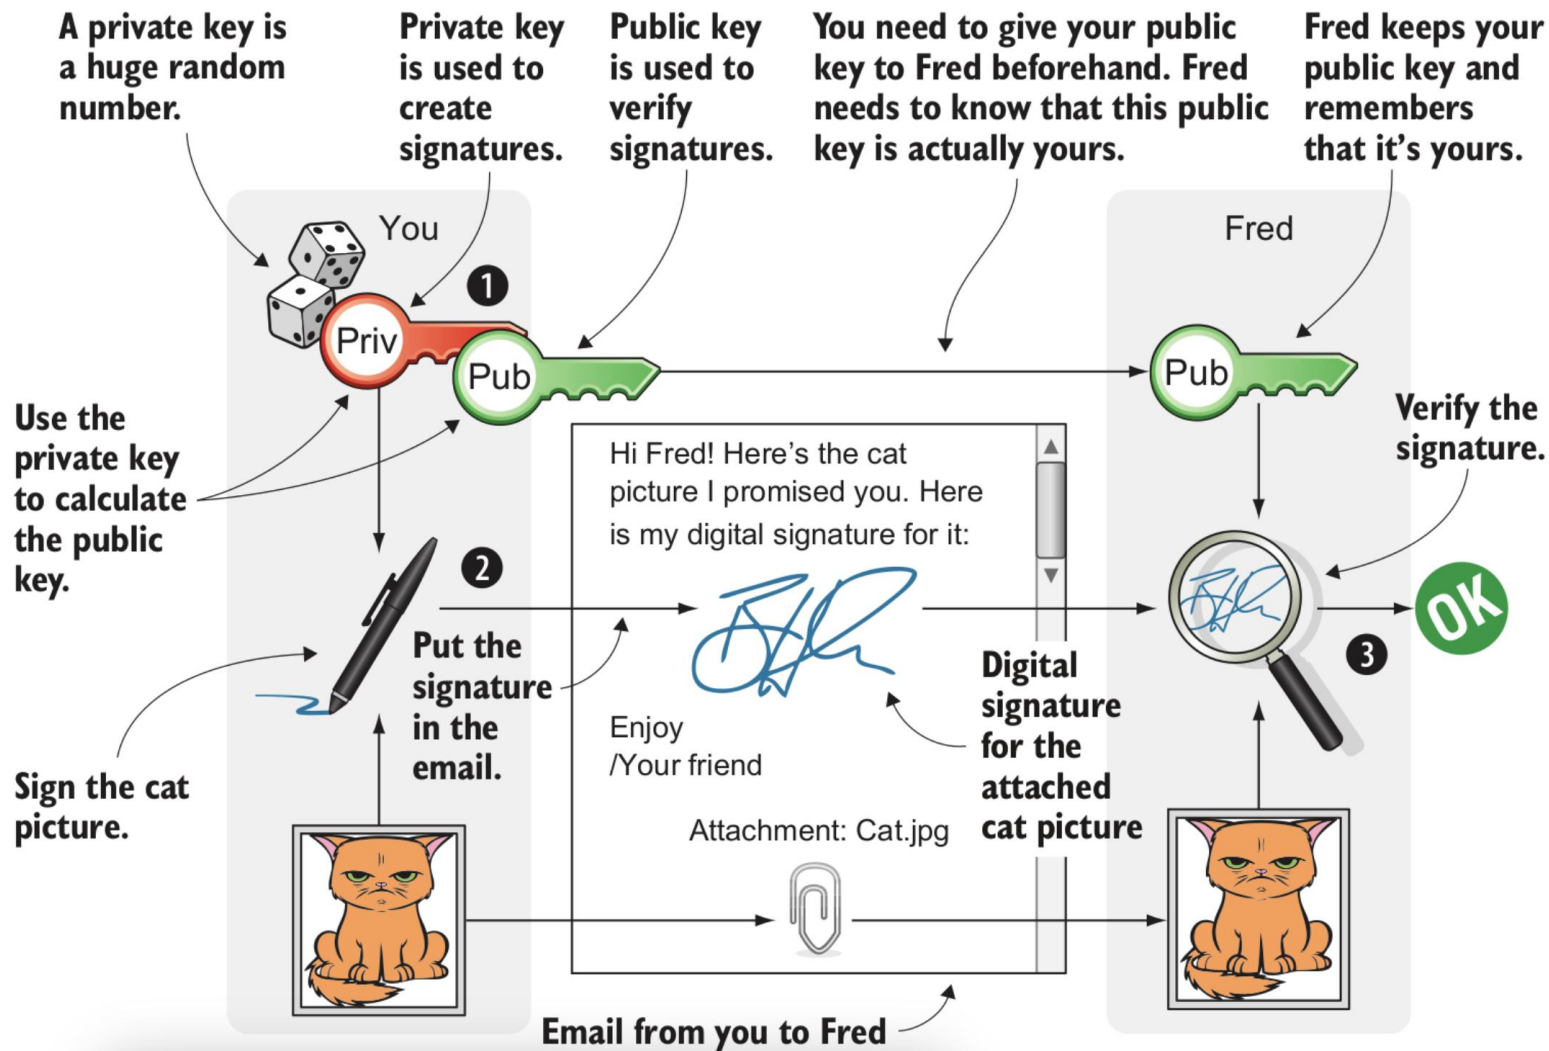 A private key is
a huge random
number.
Private key
is used to
create
signatures.
Public key
is used to
verify
signatures.
You need to give your public
key to Fred beforehand. Fred
needs to know that this public
key is actually yours.
Fred keeps your
public key and
remembers
that it's yours.
You
Fred
1
Priv
Pub
Pub
Use the
private key
to calculate
the public
key.
Verify the
signature.
Hi Fred! Here's the cat
picture I promised you. Here
is my digital signature for it:
2
OK
3
Put the
signature
in the
email.
Digital
signature
for the
attached
cat picture
Enjoy
/Your friend
Sign the cat
picture.
Attachment: Cat.jpg
Email from you to Fred